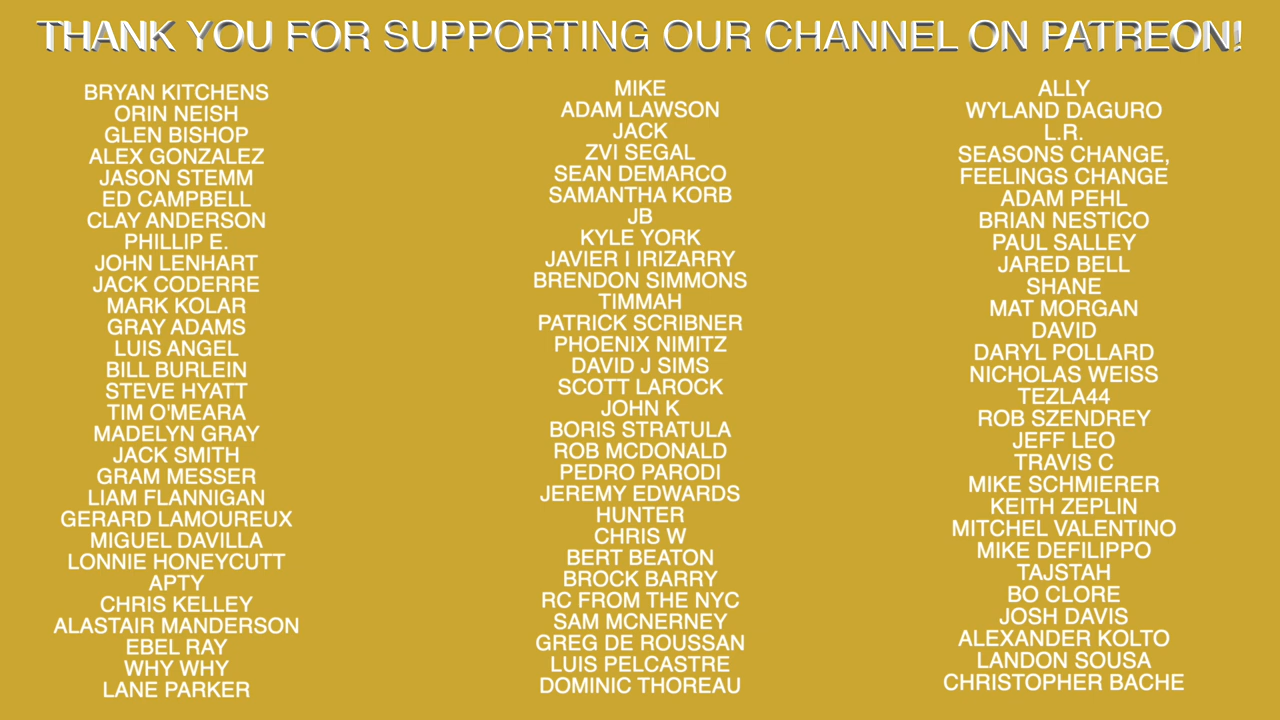 THANK YOU FOR SUPPORTING OUR CHANNEL ON PATREON!
BRYAN KITCHENS
ORIN NEISH
GLEN BISHOP
ALEX GONZALEZ
JASON STEMM
ED CAMPBELL
CLAY ANDERSON
PHILLIP E.
JOHN LENHART
JACK CODERRE
MARK KOLAR
GRAY ADAMS
LUIS ANGEL
BILL BURLEIN
STEVE HYATT
TIM O'MEARA
MADELYN GRAY
JACK SMITH
GRAM MESSER
LIAM FLANNIGAN
GERARD LAMOUREUX
MIGUEL DAVILLA
LONNIE HONEYCUTT
APTY
CHRIS KELLEY
ALASTAIR MANDERSON
EBEL RAY
WHY WHY
LANE PARKER
MIKE
ADAM LAWSON
JACK
ZVI SEGAL
SEAN DEMARCO
SAMANTHA KORB
JB
KYLE YORK
JAVIER I IRIZARRY
BRENDON SIMMONS
TIMMAH
PATRICK SCRIBNER
PHOENIX NIMITZ
DAVID J SIMS
SCOTT LAROCK
JOHN K
BORIS STRATULA
ROB MCDONALD
PEDRO PARODI
JEREMY EDWARDS
HUNTER
CHRIS W
BERT BEATON
BROCK BARRY
RC FROM THE NYC
SAM MCNERNEY
GREG DE ROUSSAN
LUIS PELCASTRE
DOMINIC THOREAU
ALLY
WYLAND DAGURO
L.R.
SEASONS CHANGE,
FEELINGS CHANGE
ADAM PEHL
BRIAN NESTICO
PAUL SALLEY
JARED BELL
SHANE
MAT MORGAN
DAVID
DARYL POLLARD
NICHOLAS WEISS
TEZLA44
ROB SZENDREY
JEFF LEO
TRAVIS C
MIKE SCHMIERER
KEITH ZEPLIN
MITCHEL VALENTINO
MIKE DEFILIPPO
TAJSTAH
BO CLORE
JOSH DAVIS
ALEXANDER KOLTO
LANDON SOUSA
CHRISTOPHER BACHE